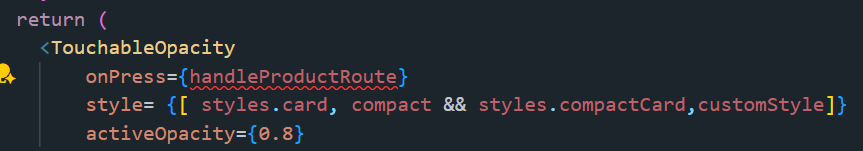 return (
<TouchableOpacity
onPress={handleProductRoute}
style= {[ styles.card, compact && styles.compactCard,customStyle]}
activeOpacity={0.8}